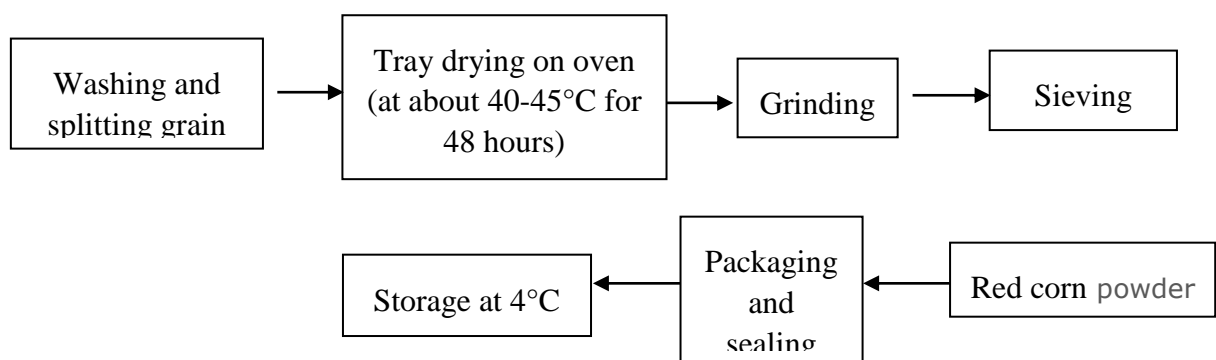 Washing and
splitting grain
Tray drying on oven
(at about 40-45°C for
48 hours)
Grinding
Sieving
Red corn powder
Packaging
and
sealing
Storage at 4°C